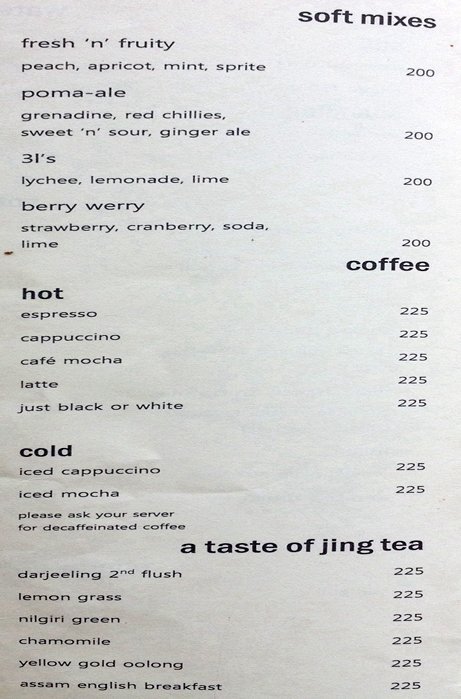 soft mixes
fresh 'n' fruity
peach, apricot, mint, sprite 200
poma-ale
grenadine, red chillies,
sweet 'n' sour, ginger ale 200
3l's
lychee, lemonade, lime 200
berry werry
strawberry, cranberry, soda,
lime 200
coffee
hot
espresso 225
cappuccino 225
café mocha 225
latte 225
just black or white 225
cold
iced cappuccino 225
iced mocha 225
please ask your server
for decaffeinated coffee
a taste of jing tea
darjeeling 2nd flush 225
lemon grass 225
nilgiri green 225
chamomile 225
yellow gold oolong 225
assam english breakfast 225